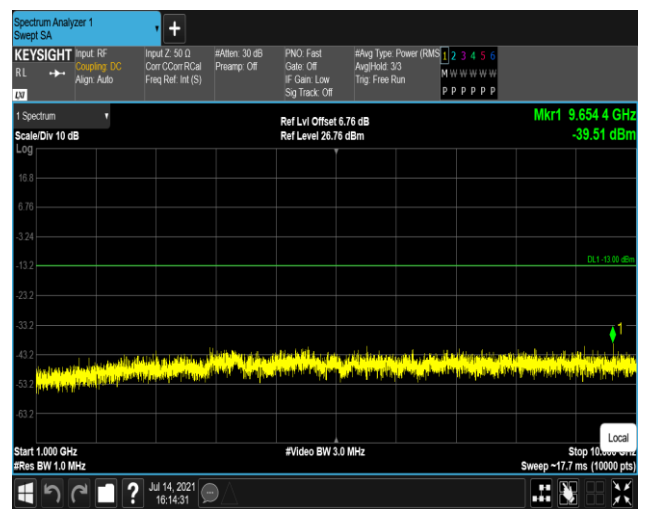 Spectrum Analyzer 1
Swept SA
KEYSIGHT
RL
LXI
Input: RF
Coupling: DC
Align: Auto
Input Z: 50 Ω
Corr CCorr RCal
Freq Ref: Int (S)
#Atten: 30 dB
Preamp: Off
PNO: Fast
Gate: Off
IF Gain: Low
Sig Track: Off
#Avg Type: Power (RMS
Avg|Hold: 3/3
Trig: Free Run
1 2 3 4 5 6
M W W W W W
P P P P P P
1 Spectrum
Scale/Div 10 dB
Log
Ref Lvl Offset 6.76 dB
Ref Level 26.76 dBm
Mkr1 9.654 4 GHz
-39.51 dBm
16.8
6.76
-3.24
-13.2
DL1 -13.00 dBm
-23.2
-33.2
1
-43.2
-53.2
-63.2
Local
Start 1.000 GHz
#Res BW 1.0 MHz
#Video BW 3.0 MHz
Stop 10.000 GHz
Sweep ~17.7 ms (10000 pts)
?
Jul 14, 2021
16:14:31